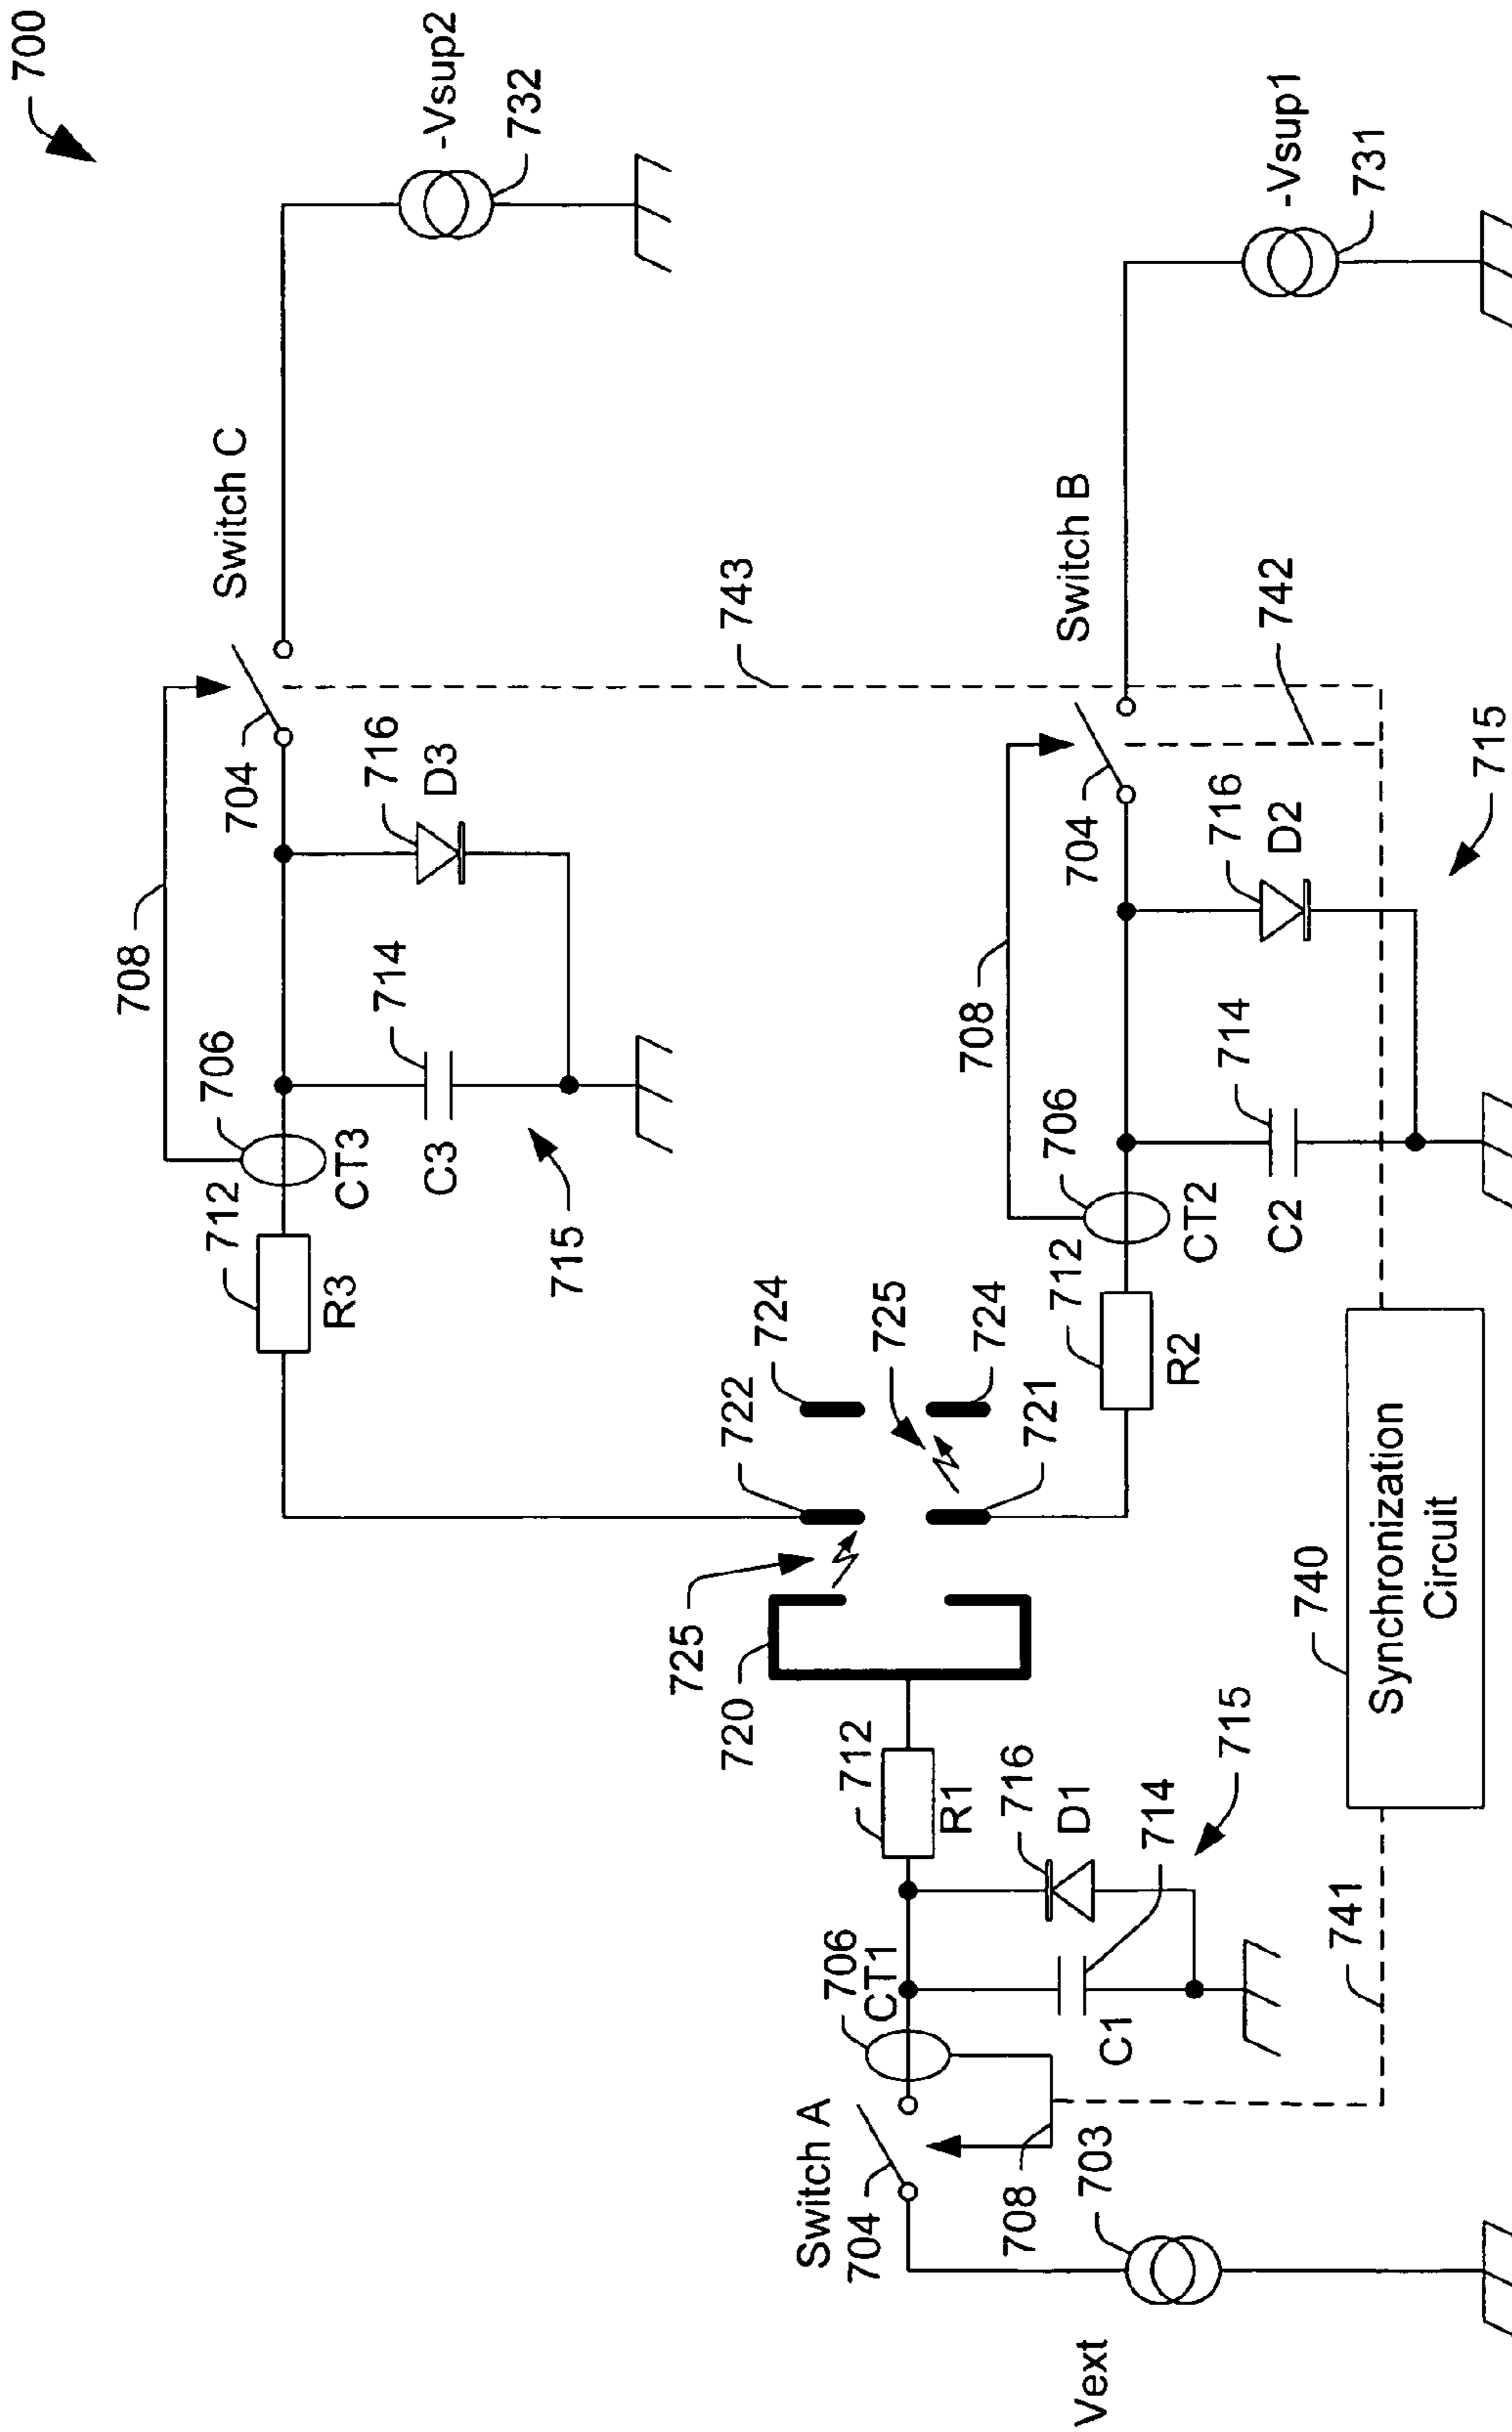 700
Switch C
-Vsup2
732
708
704
716
D3
743
706
712
CT3
714
C3
R3
715
724
722
725
725
724
721
720
Switch B
-Vsup1
731
708
704
716
D2
742
715
706
712
CT2
714
C2
R2
712
R1
716
D1
714
715
706
CT1
C1
Switch A
704
708
703
Vext
740
Synchronization
Circuit
741